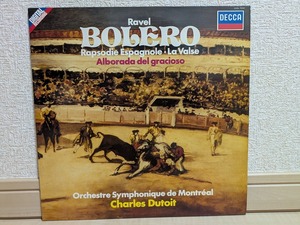 Ravel
DECCA
BOLERO
Rapsodie Espagnole · La Valse
Alborada del gracioso
DIGITAL
Orchestre Symphonique de Montréal
Charles Dutoit